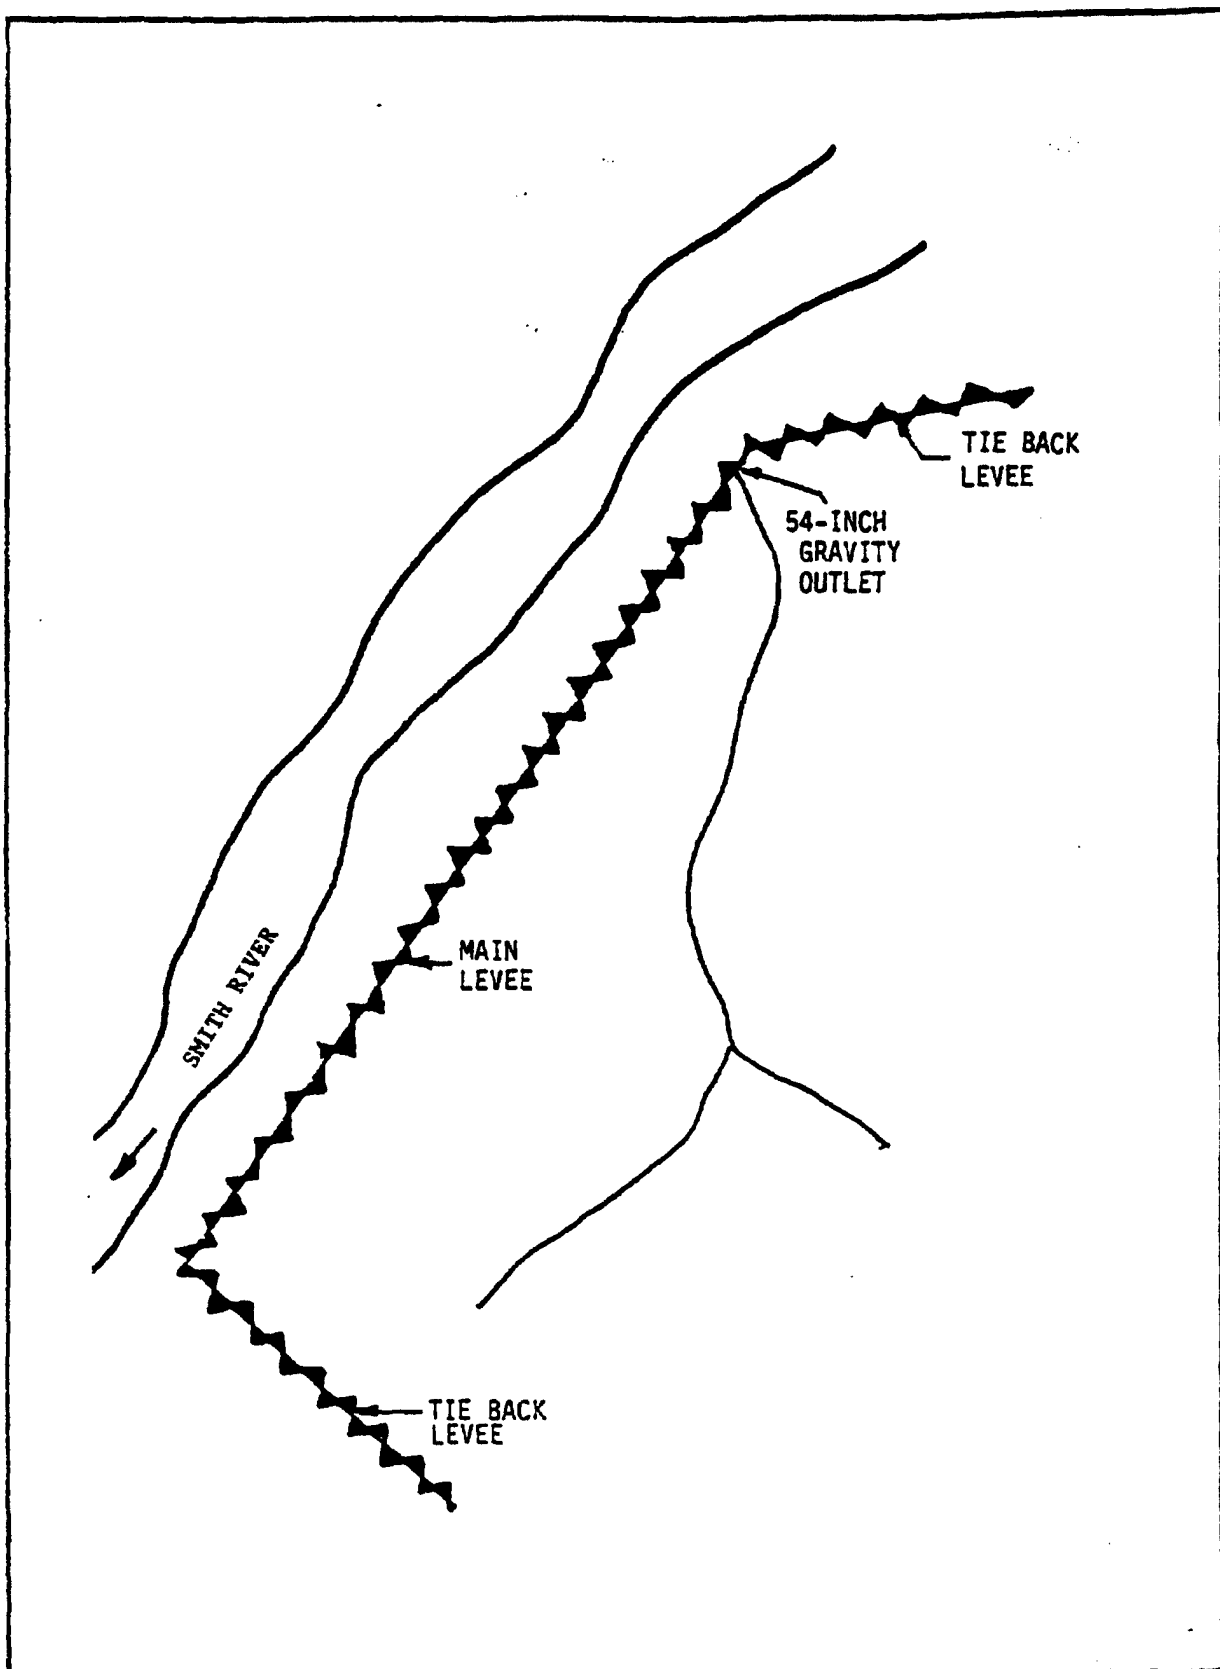 TIE BACK
LEVEE
54-INCH
GRAVITY
OUTLET
MAIN
LEVEE
SMITH RIVER
TIE BACK
LEVEE